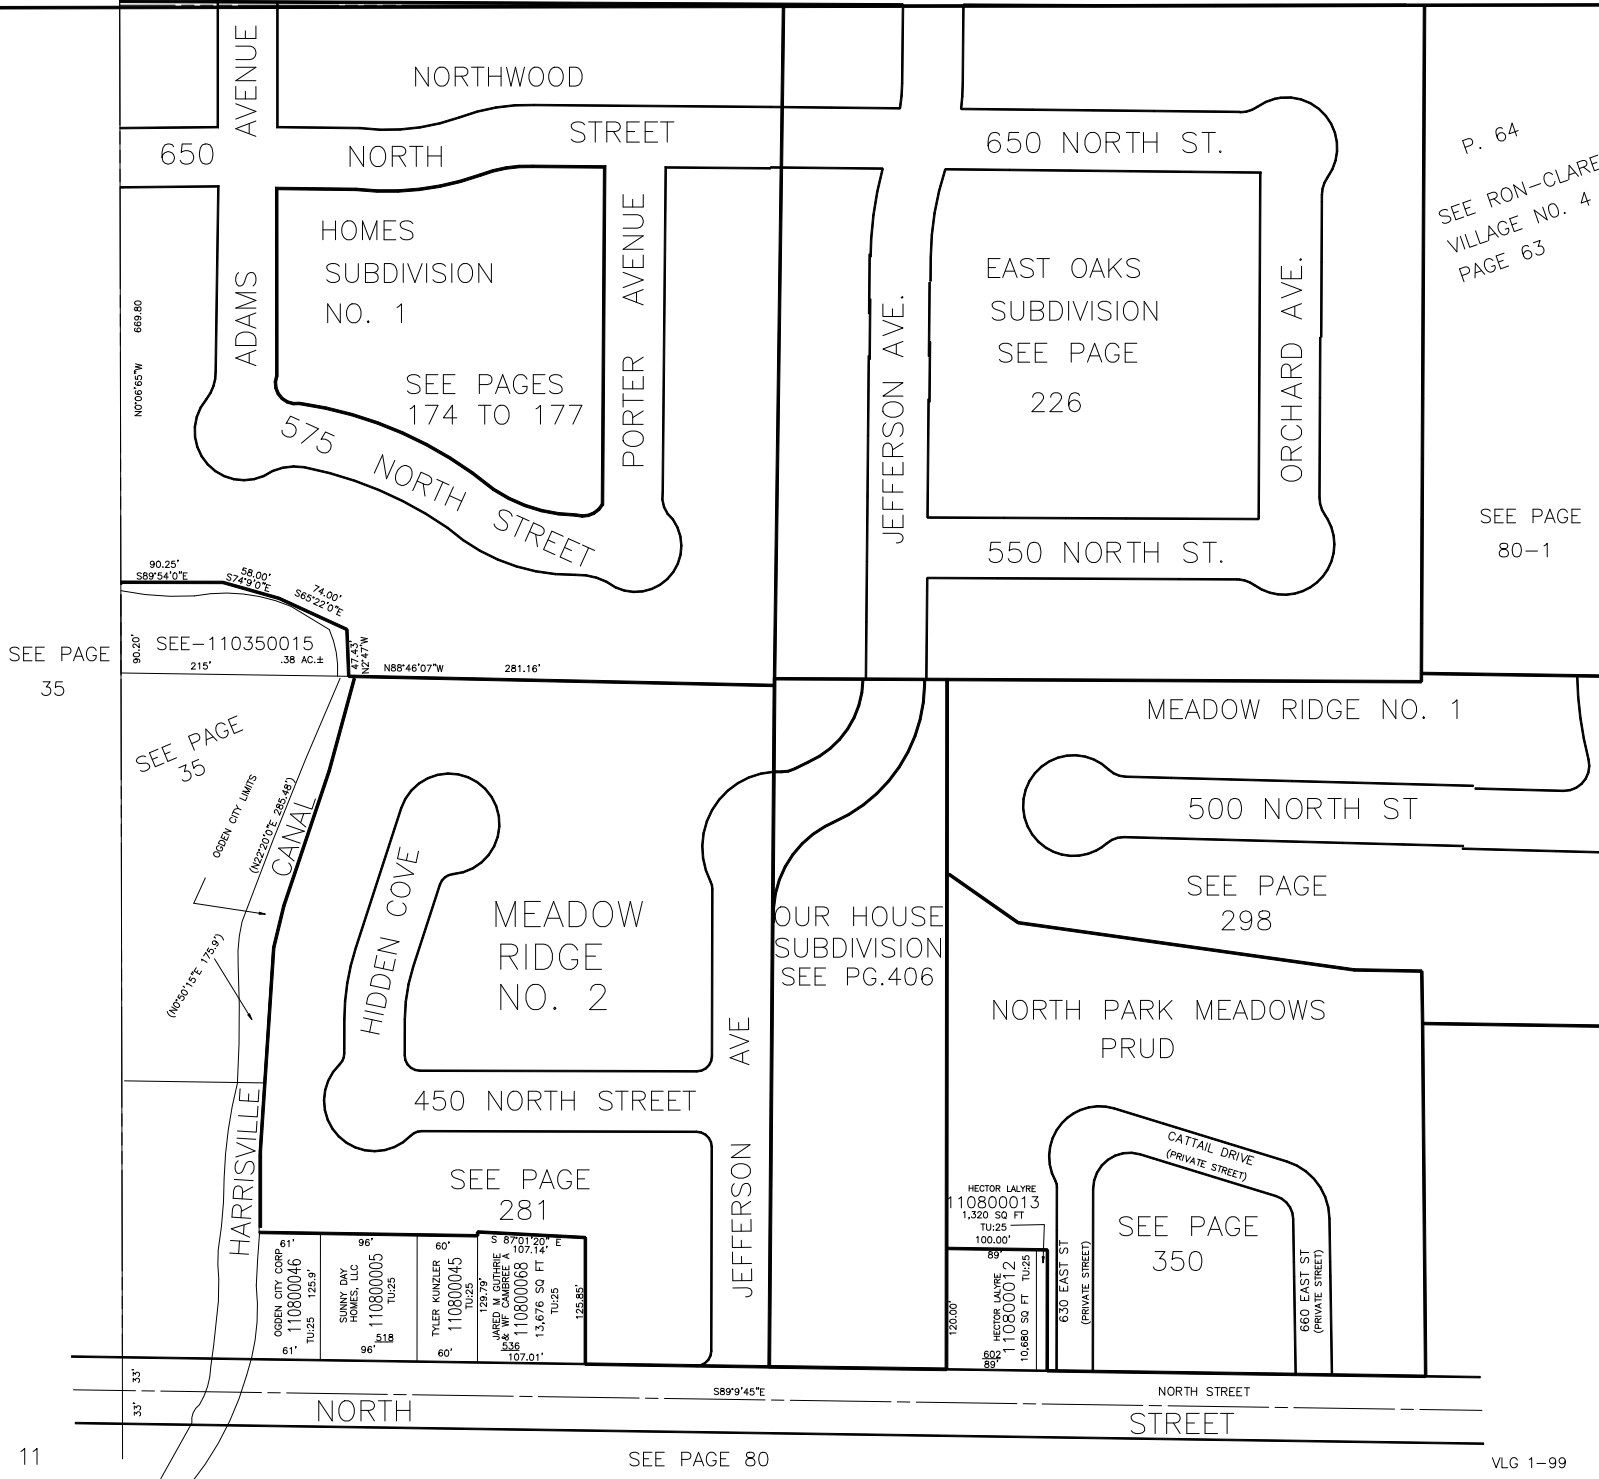 NORTHWOOD
STREET
650
NORTH
AVENUE
ADAMS
HOMES
SUBDIVISION
NO. 1
SEE PAGES
174 TO 177
PORTER AVENUE
575 NORTH STREET
N0°06'65"W 669.80
650 NORTH ST.
JEFFERSON AVE.
EAST OAKS
SUBDIVISION
SEE PAGE
226
ORCHARD AVE.
550 NORTH ST.
P. 64
SEE RON-CLARE
VILLAGE NO. 4
PAGE 63
SEE PAGE
80-1
90.25'
S89°54'0"E
58.00'
S74°9'0"E
74.00'
S65°22'0"E
47.43'
N2°47'W
90.20'
SEE-110350015
215'
.38 AC.±
N88°46'07"W 281.16'
SEE PAGE
35
SEE PAGE
35
OGDEN CITY LIMITS
(N22°20'0"E 285.48')
CANAL
(N0°50'15"E 175.9')
HARRISVILLE
HIDDEN COVE
MEADOW
RIDGE
NO. 2
450 NORTH STREET
SEE PAGE
281
JEFFERSON AVE
OUR HOUSE
SUBDIVISION
SEE PG.406
MEADOW RIDGE NO. 1
500 NORTH ST
SEE PAGE
298
NORTH PARK MEADOWS
PRUD
CATTAIL DRIVE
(PRIVATE STREET)
SEE PAGE
350
630 EAST ST
(PRIVATE STREET)
660 EAST ST
(PRIVATE STREET)
HECTOR LALYRE
110800013
1,320 SQ FT
TU:25
100.00'
89'
120.00'
HECTOR LALYRE
110800012
10,680 SQ FT TU:25
602
89'
61'
OGDEN CITY CORP
110800046
TU:25 125.9'
61'
96'
SUNNY DAY
HOMES, LLC
110800005
TU:25
518
96'
60'
TYLER KUNZLER
110800045
TU:25
60'
S 87°01'20" E
107.14'
129.79'
JARED M GUTHRIE
& WF CAMBREE A
110800068
13,676 SQ FT
TU:25
536
107.01'
125.85'
33'
33'
S89°9'45"E
NORTH STREET
NORTH STREET
11
SEE PAGE 80
VLG 1-99